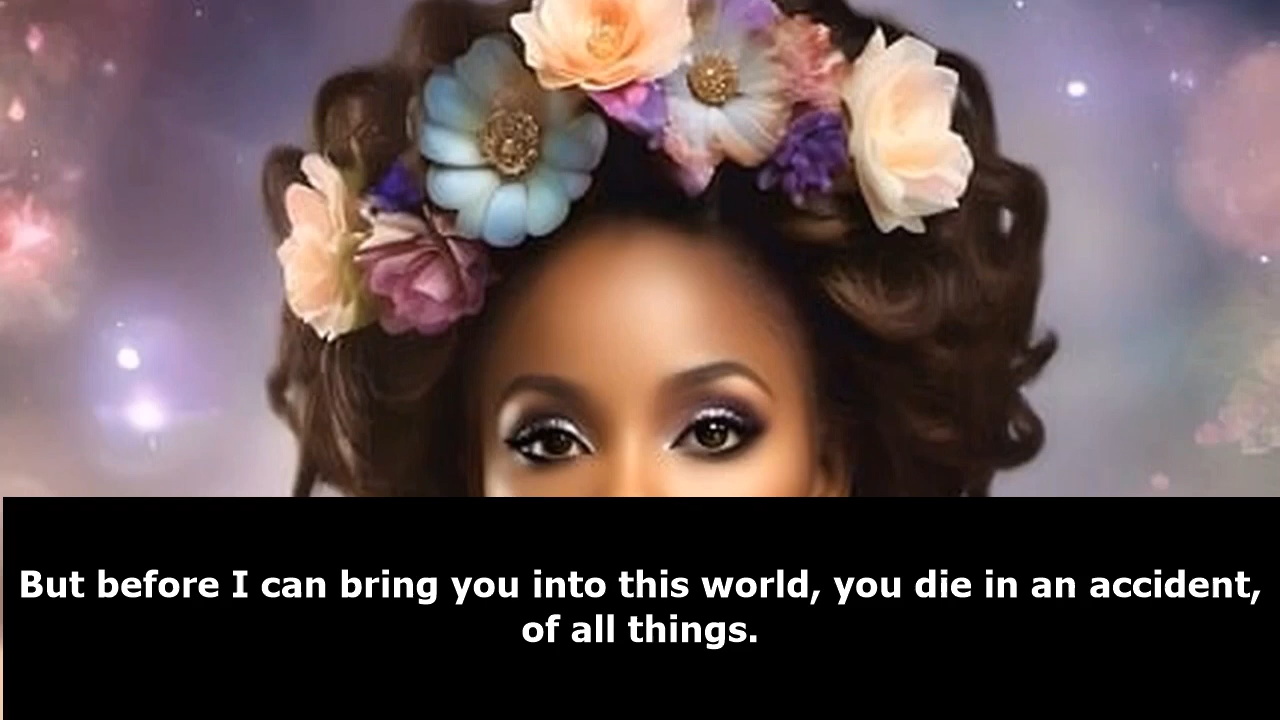 But before I can bring you into this world, you die in an accident,
of all things.